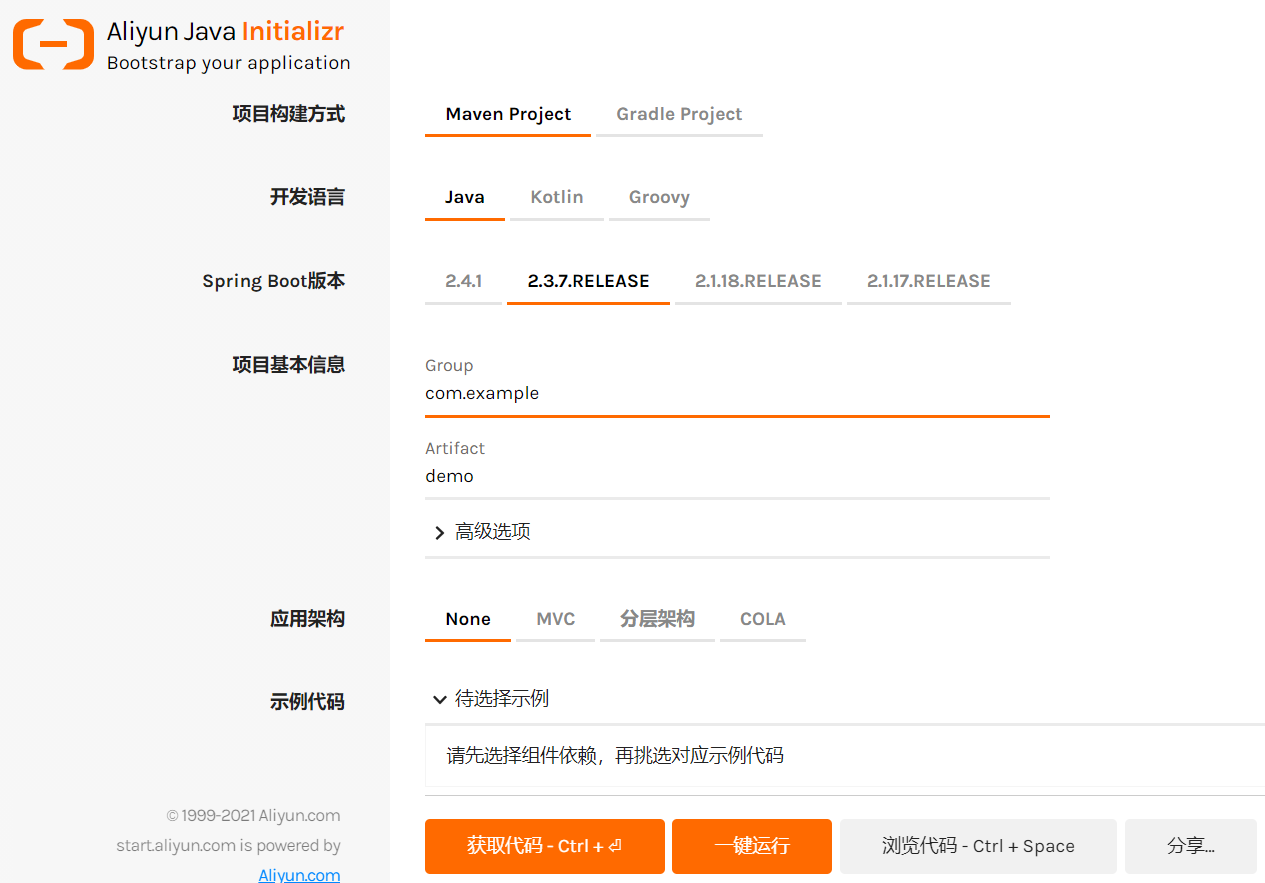 Aliyun Java Initializr
Bootstrap your application
项目构建方式
Maven Project Gradle Project
开发语言
Java Kotlin Groovy
Spring Boot版本
2.4.1 2.3.7.RELEASE 2.1.18.RELEASE 2.1.17.RELEASE
项目基本信息
Group
com.example
Artifact
demo
高级选项
应用架构
None MVC 分层架构 COLA
示例代码
待选择示例
请先选择组件依赖，再挑选对应示例代码
© 1999-2021 Aliyun.com
start.aliyun.com is powered by
Aliyun.com
获取代码 - Ctrl + ⏎ 一键运行 浏览代码 - Ctrl + Space 分享...